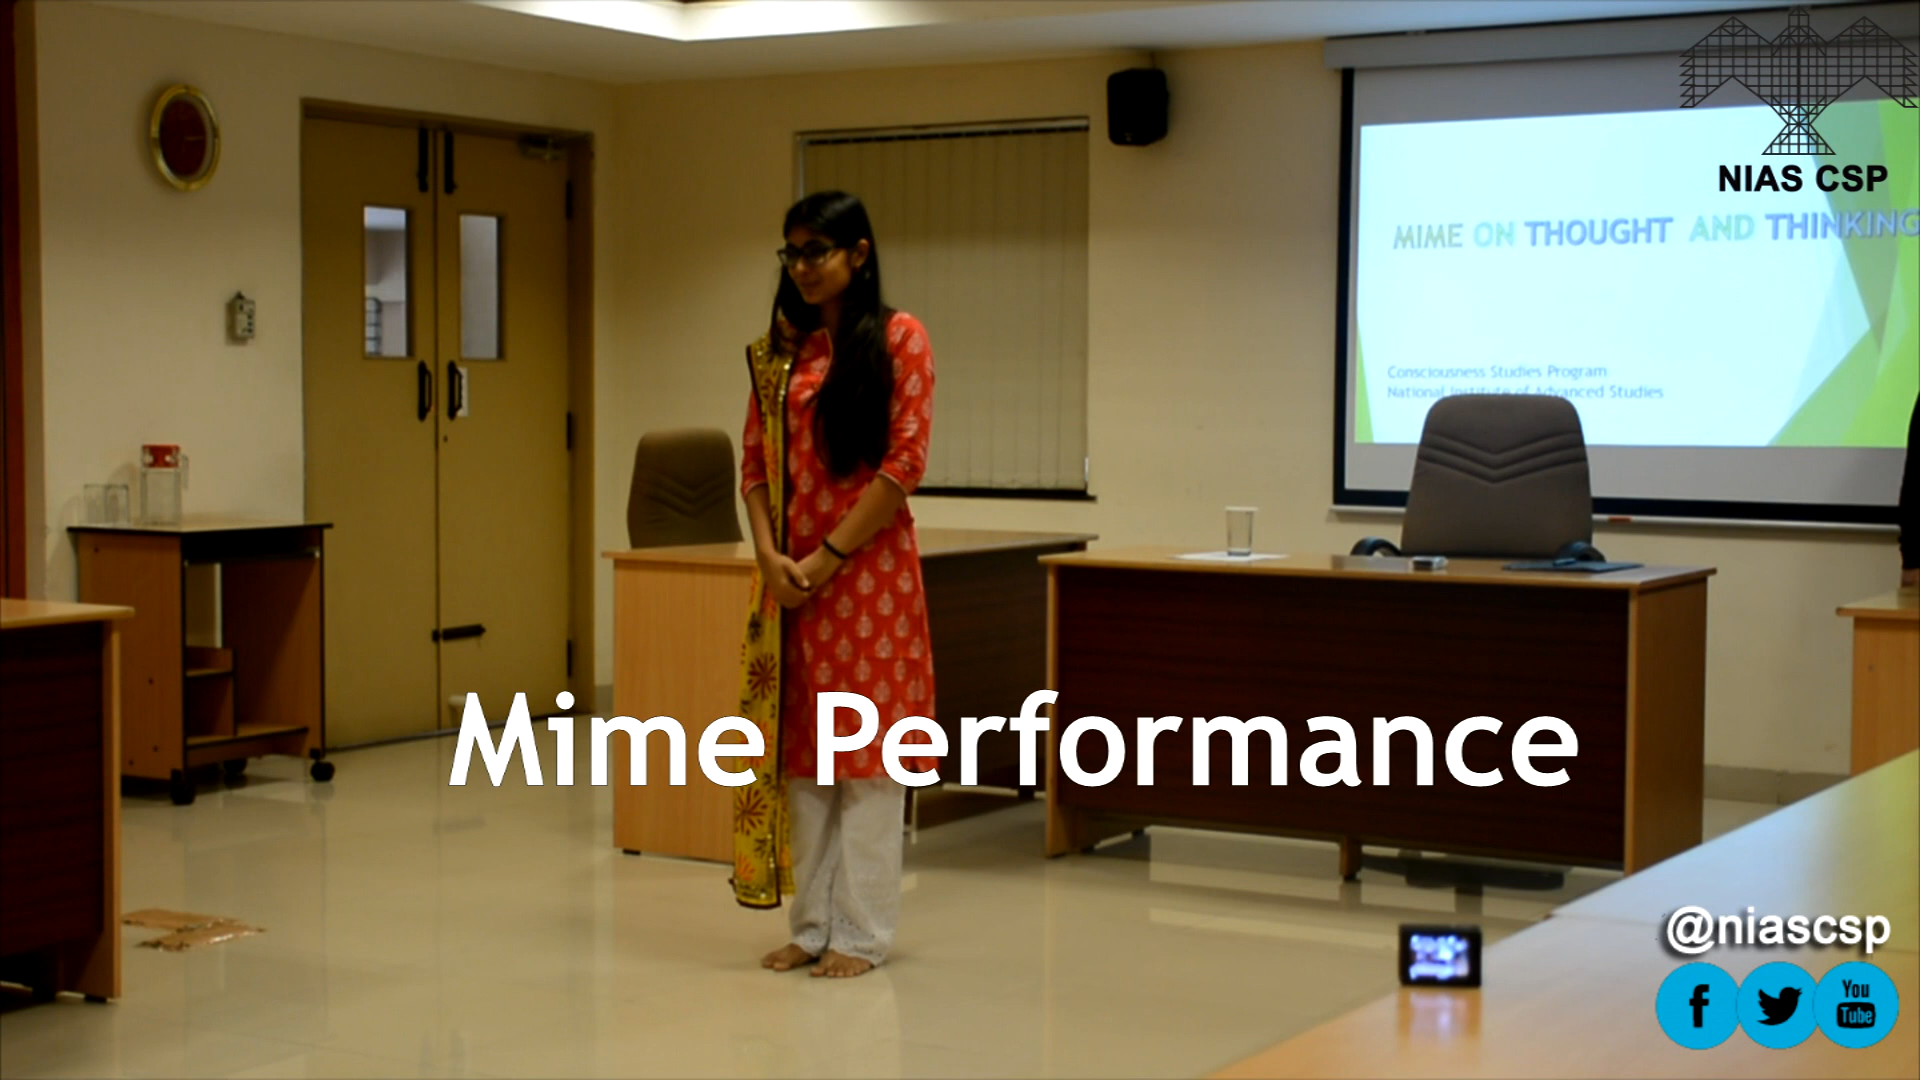 NIAS CSP
MIME ON THOUGHT AND THINKING
Consciousness Studies Program
National Institute of Advanced Studies
Mime Performance
@niascsp
f
You
Tube